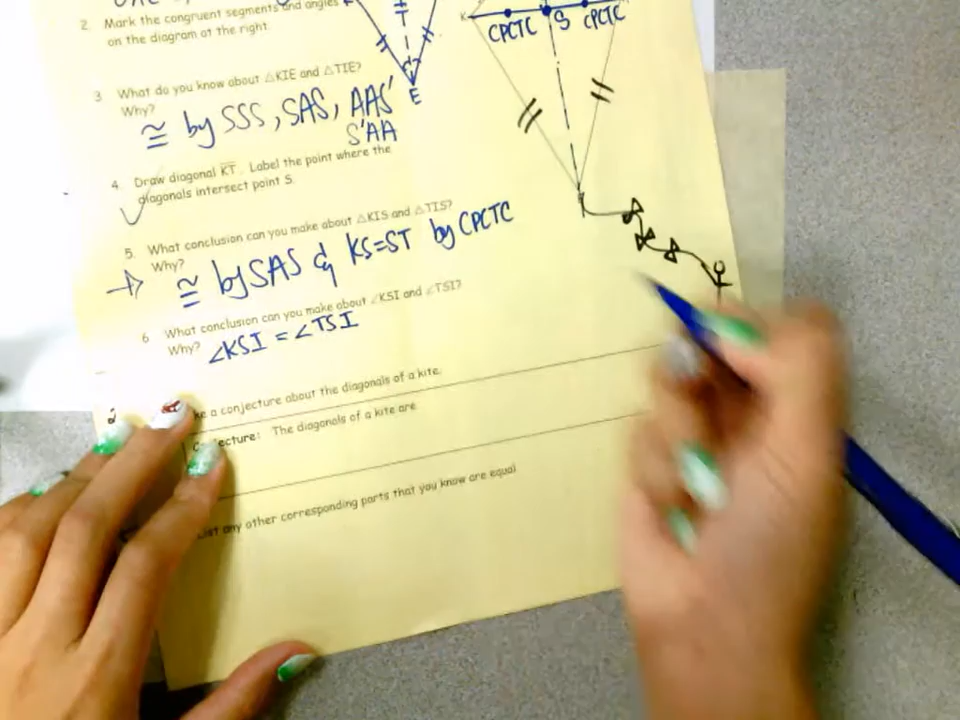 2. Mark the congruent segments and angles
on the diagram at the right.
T
E
K
CPCTC S CPCTC
3. What do you know about △KIE and △TIE?
Why?
≅ by SSS, SAS, AAS'
S'AA
4. Draw diagonal KT. Label the point where the
diagonals intersect point S.
5. What conclusion can you make about △KIS and △TIS?
Why?
≅ by SAS & KS=ST by CPCTC
6. What conclusion can you make about ∠KSI and ∠TSI?
Why? ∠KSI = ∠TSI
a conjecture about the diagonals of a kite.
The diagonals of a kite are
List any other corresponding parts that you know are equal